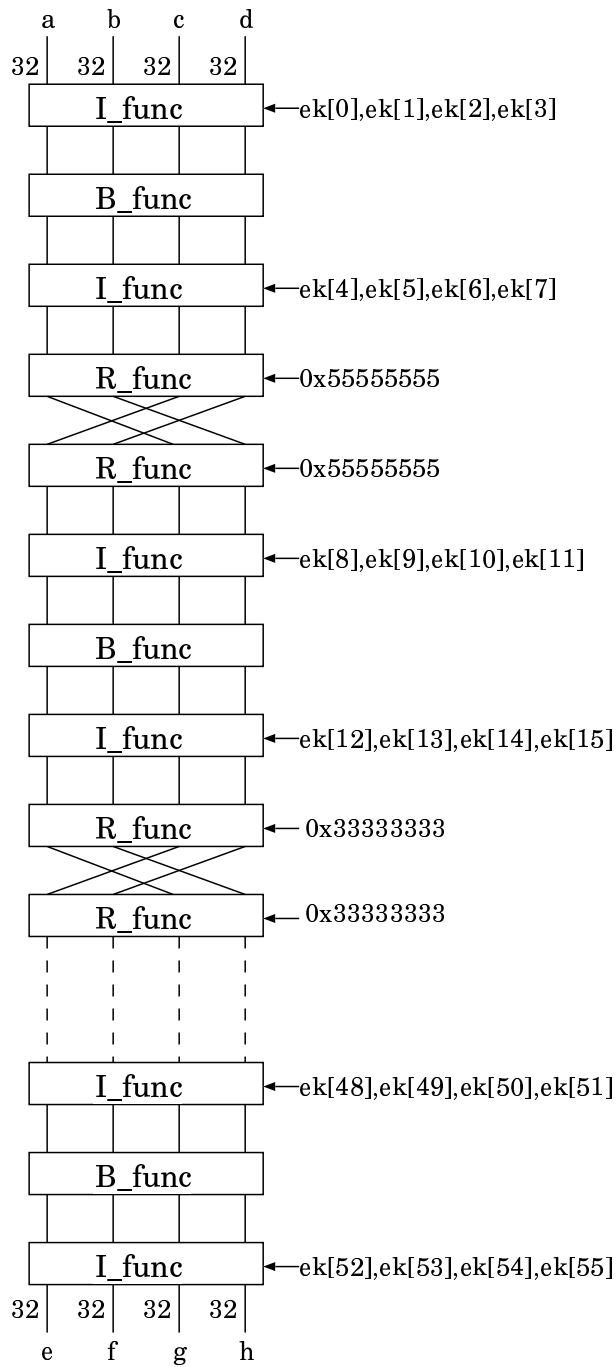 a b c d
32 32 32 32
I_func ek[0],ek[1],ek[2],ek[3]
B_func
I_func ek[4],ek[5],ek[6],ek[7]
R_func 0x55555555
R_func 0x55555555
I_func ek[8],ek[9],ek[10],ek[11]
B_func
I_func ek[12],ek[13],ek[14],ek[15]
R_func 0x33333333
R_func 0x33333333
I_func ek[48],ek[49],ek[50],ek[51]
B_func
I_func ek[52],ek[53],ek[54],ek[55]
32 32 32 32
e f g h